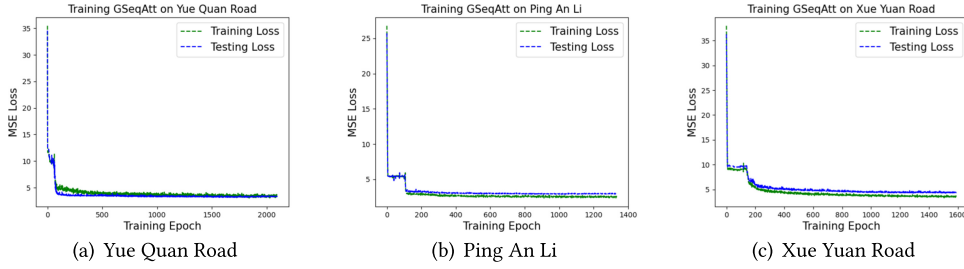 Training GSeqAtt on Yue Quan Road
35
30
25
20
15
10
5
MSE Loss
Training Loss
Testing Loss
0 500 1000 1500 2000
Training Epoch
(a) Yue Quan Road
Training GSeqAtt on Ping An Li
25
20
15
10
5
MSE Loss
Training Loss
Testing Loss
0 200 400 600 800 1000 1200 1400
Training Epoch
(b) Ping An Li
Training GSeqAtt on Xue Yuan Road
35
30
25
20
15
10
5
MSE Loss
Training Loss
Testing Loss
0 200 400 600 800 1000 1200 1400 1600
Training Epoch
(c) Xue Yuan Road